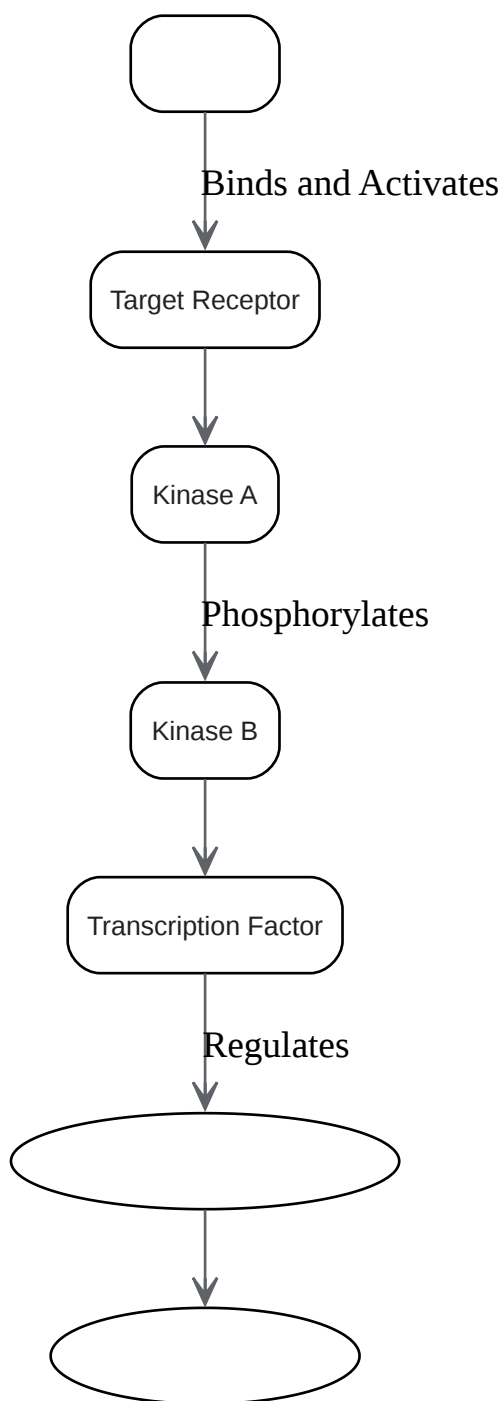 Binds and Activates
Target Receptor
Kinase A
Phosphorylates
Kinase B
Transcription Factor
Regulates